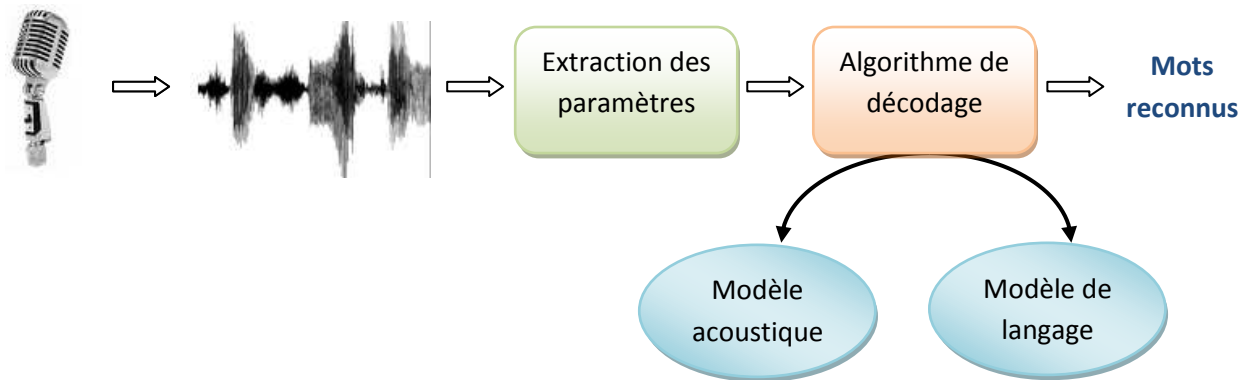 Extraction des
paramètres
Algorithme de
décodage
Mots
reconnus
Modèle
acoustique
Modèle de
langage